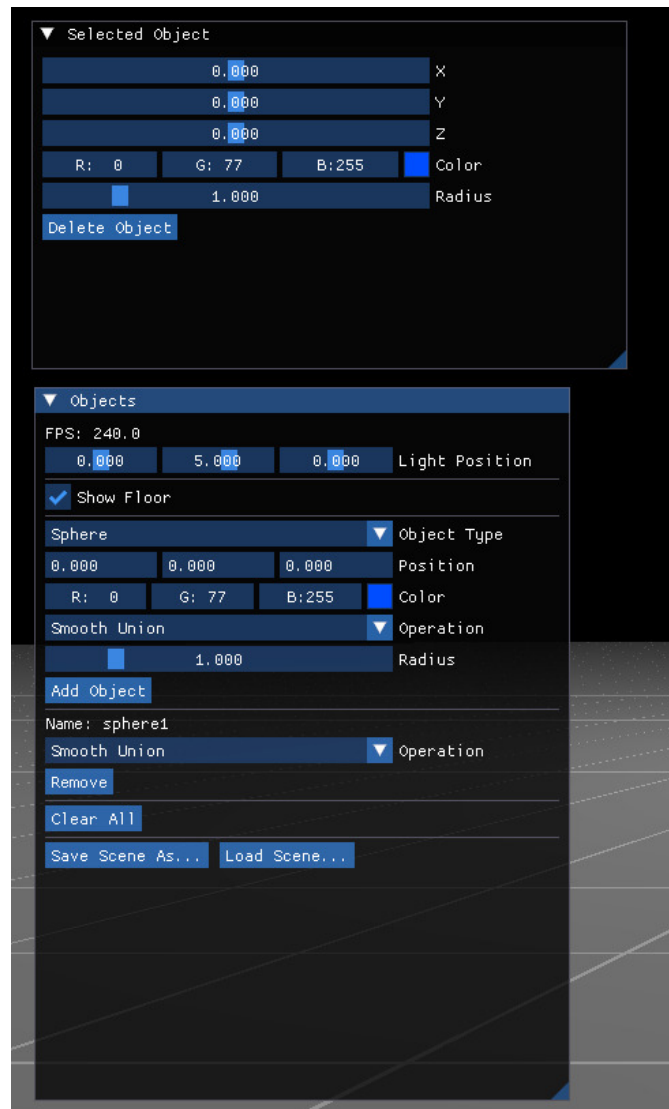 Selected Object
0.000 X
0.000 Y
0.000 Z
R: 0 G: 77 B:255 Color
1.000 Radius
Delete Object
Objects
FPS: 240.0
0.000 5.000 0.000 Light Position
Show Floor
Sphere Object Type
0.000 0.000 0.000 Position
R: 0 G: 77 B:255 Color
Smooth Union Operation
1.000 Radius
Add Object
Name: sphere1
Smooth Union Operation
Remove
Clear All
Save Scene As... Load Scene...